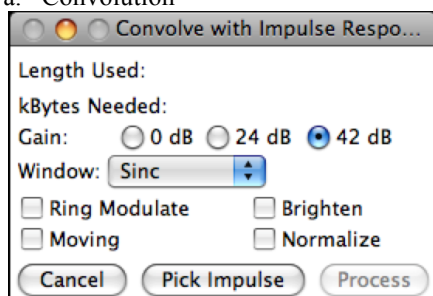 a. Convolution
Convolve with Impulse Respo...
Length Used:
kBytes Needed:
Gain: 0 dB 24 dB 42 dB
Window: Sinc
Ring Modulate Brighten
Moving Normalize
Cancel Pick Impulse Process